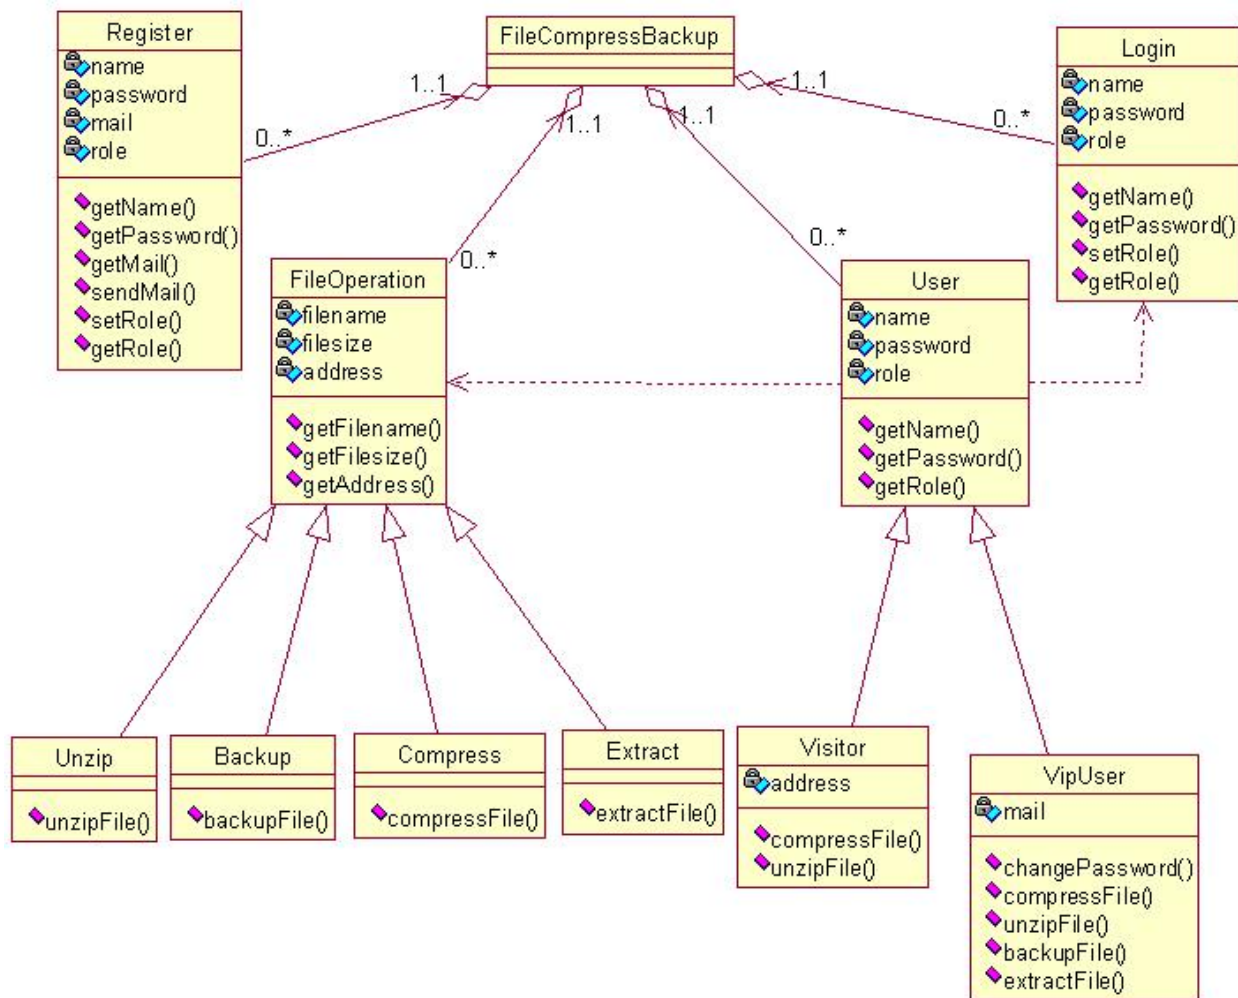 Register
name
password
mail
role
getName()
getPassword()
getMail()
sendMail()
setRole()
getRole()
FileCompressBackup
1..1
1..1
1..1
1..1
0..*
0..*
0..*
0..*
Login
name
password
role
getName()
getPassword()
setRole()
getRole()
FileOperation
filename
filesize
address
getFilename()
getFilesize()
getAddress()
User
name
password
role
getName()
getPassword()
getRole()
Unzip
unzipFile()
Backup
backupFile()
Compress
compressFile()
Extract
extractFile()
Visitor
address
compressFile()
unzipFile()
VipUser
mail
changePassword()
compressFile()
unzipFile()
backupFile()
extractFile()